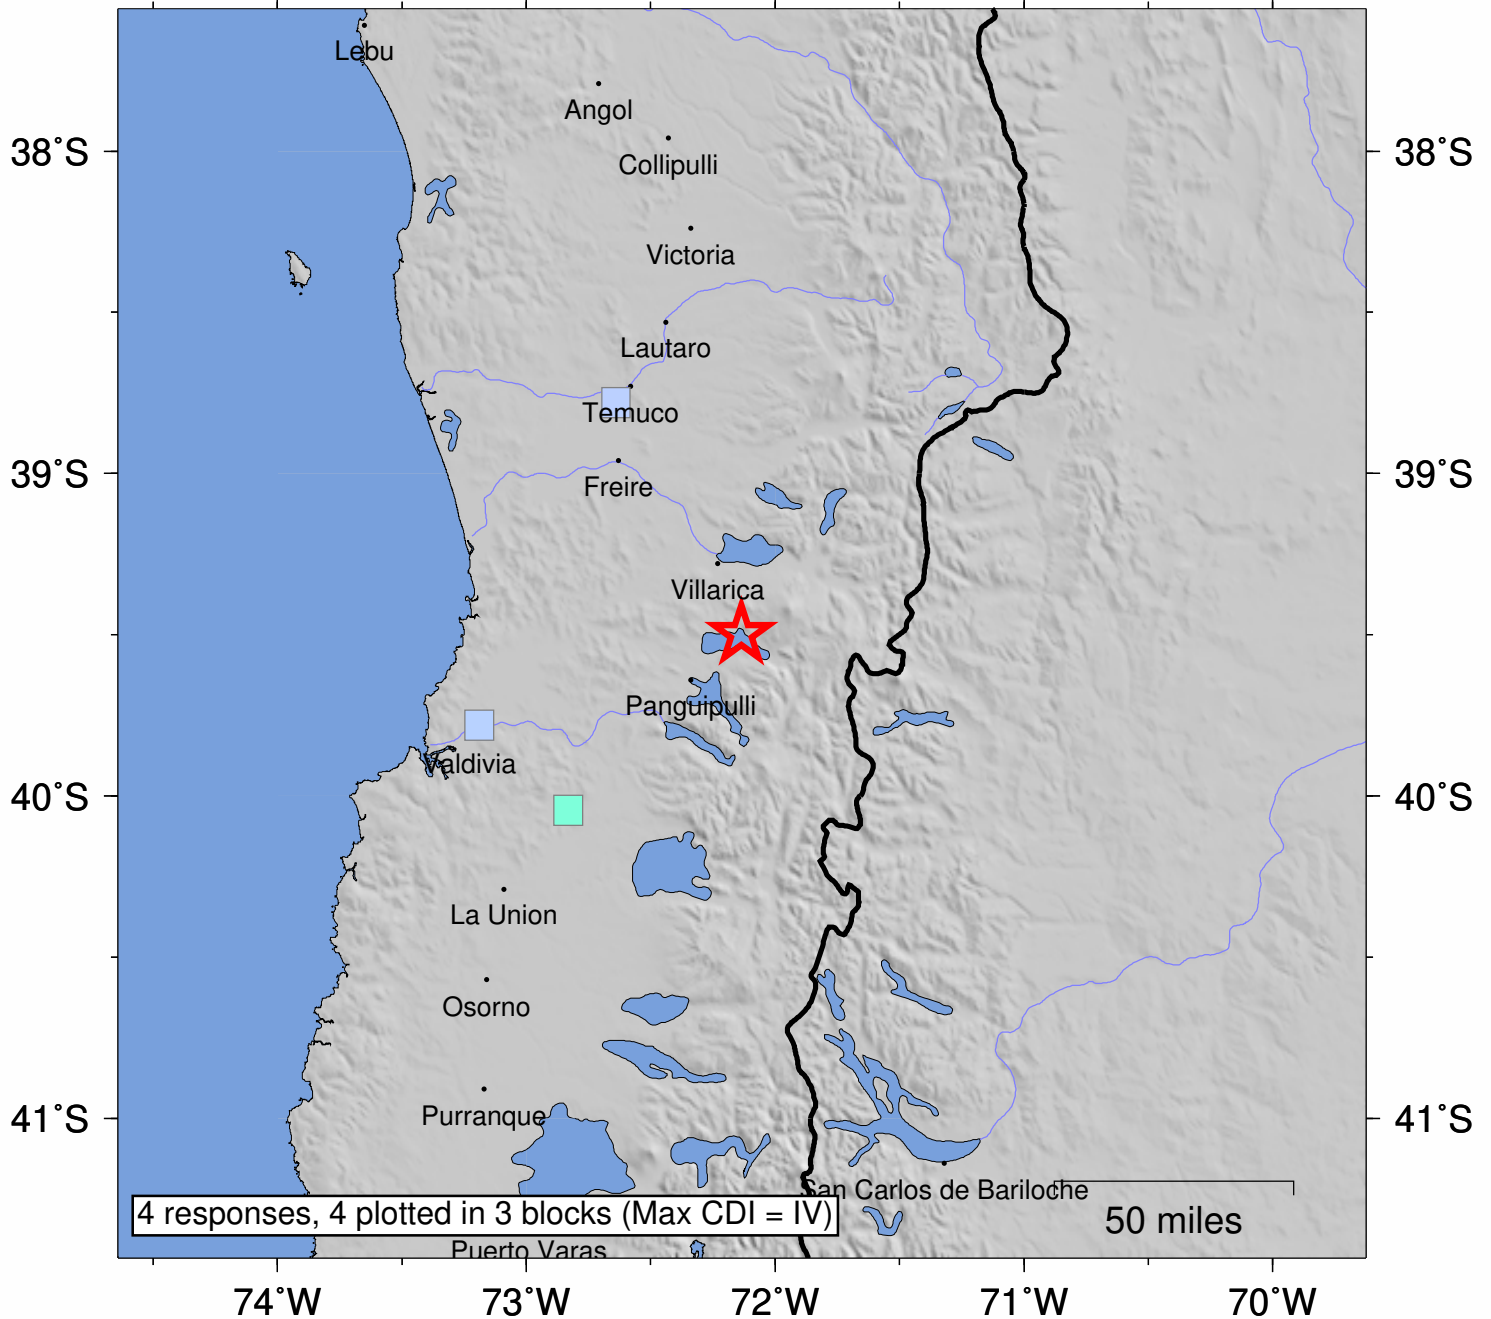 Lebu
Angol
38°S
38°S
Collipulli
Victoria
Lautaro
Temuco
39°S
39°S
Freire
Villarica
Panguipulli
Valdivia
40°S
40°S
La Union
Osorno
Purranque
41°S
41°S
San Carlos de Bariloche
4 responses, 4 plotted in 3 blocks (Max CDI = IV)
50 miles
Puerto Varas
74°W
73°W
72°W
71°W
70°W